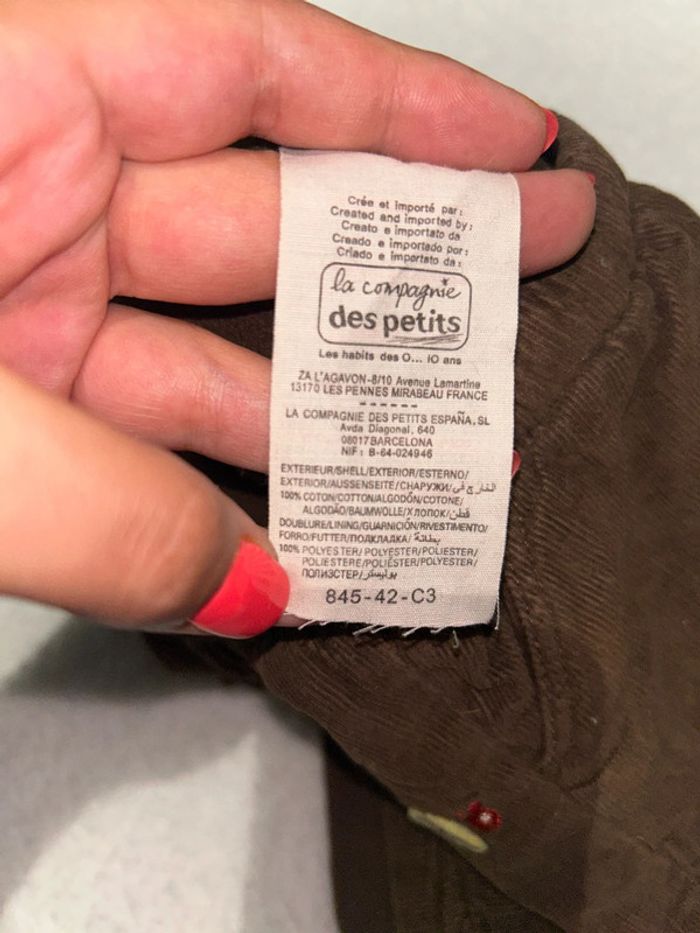 Crée et importé par:
Created and imported by:
Creato e importato da
Creado e importado por:
Criado e importato da:
la compagnie
des petits
Les habits des 0... 10 ans
ZA L'AGAVON-8/10 Avenue Lamartine
13170 LES PENNES MIRABEAU FRANCE
------
LA COMPAGNIE DES PETITS ESPAÑA, SL
Avda Diagonal, 640
08017 BARCELONA
NIF: B-64-024946
EXTERIEUR/SHELL/EXTERIOR/ESTERNO/
EXTERIOR/AUSSENSEITE/СНАРУЖИ/الخارج في
100% COTON/COTTON/ALGODÓN/COTONE/
ALGODÃO/BAUMWOLLE/ХЛОПОК/قطن
DOUBLURE/LINING/GUARNICIÓN/RIVESTIMENTO/
FORRO/FUTTER/ПОДКЛАДКА/بطانة
100% POLYESTER/POLYESTER/POLIESTER/
POLIESTERE/POLIÉSTER/POLYESTER/
ПОЛИЭСТЕР/بوليستر
845-42-C3